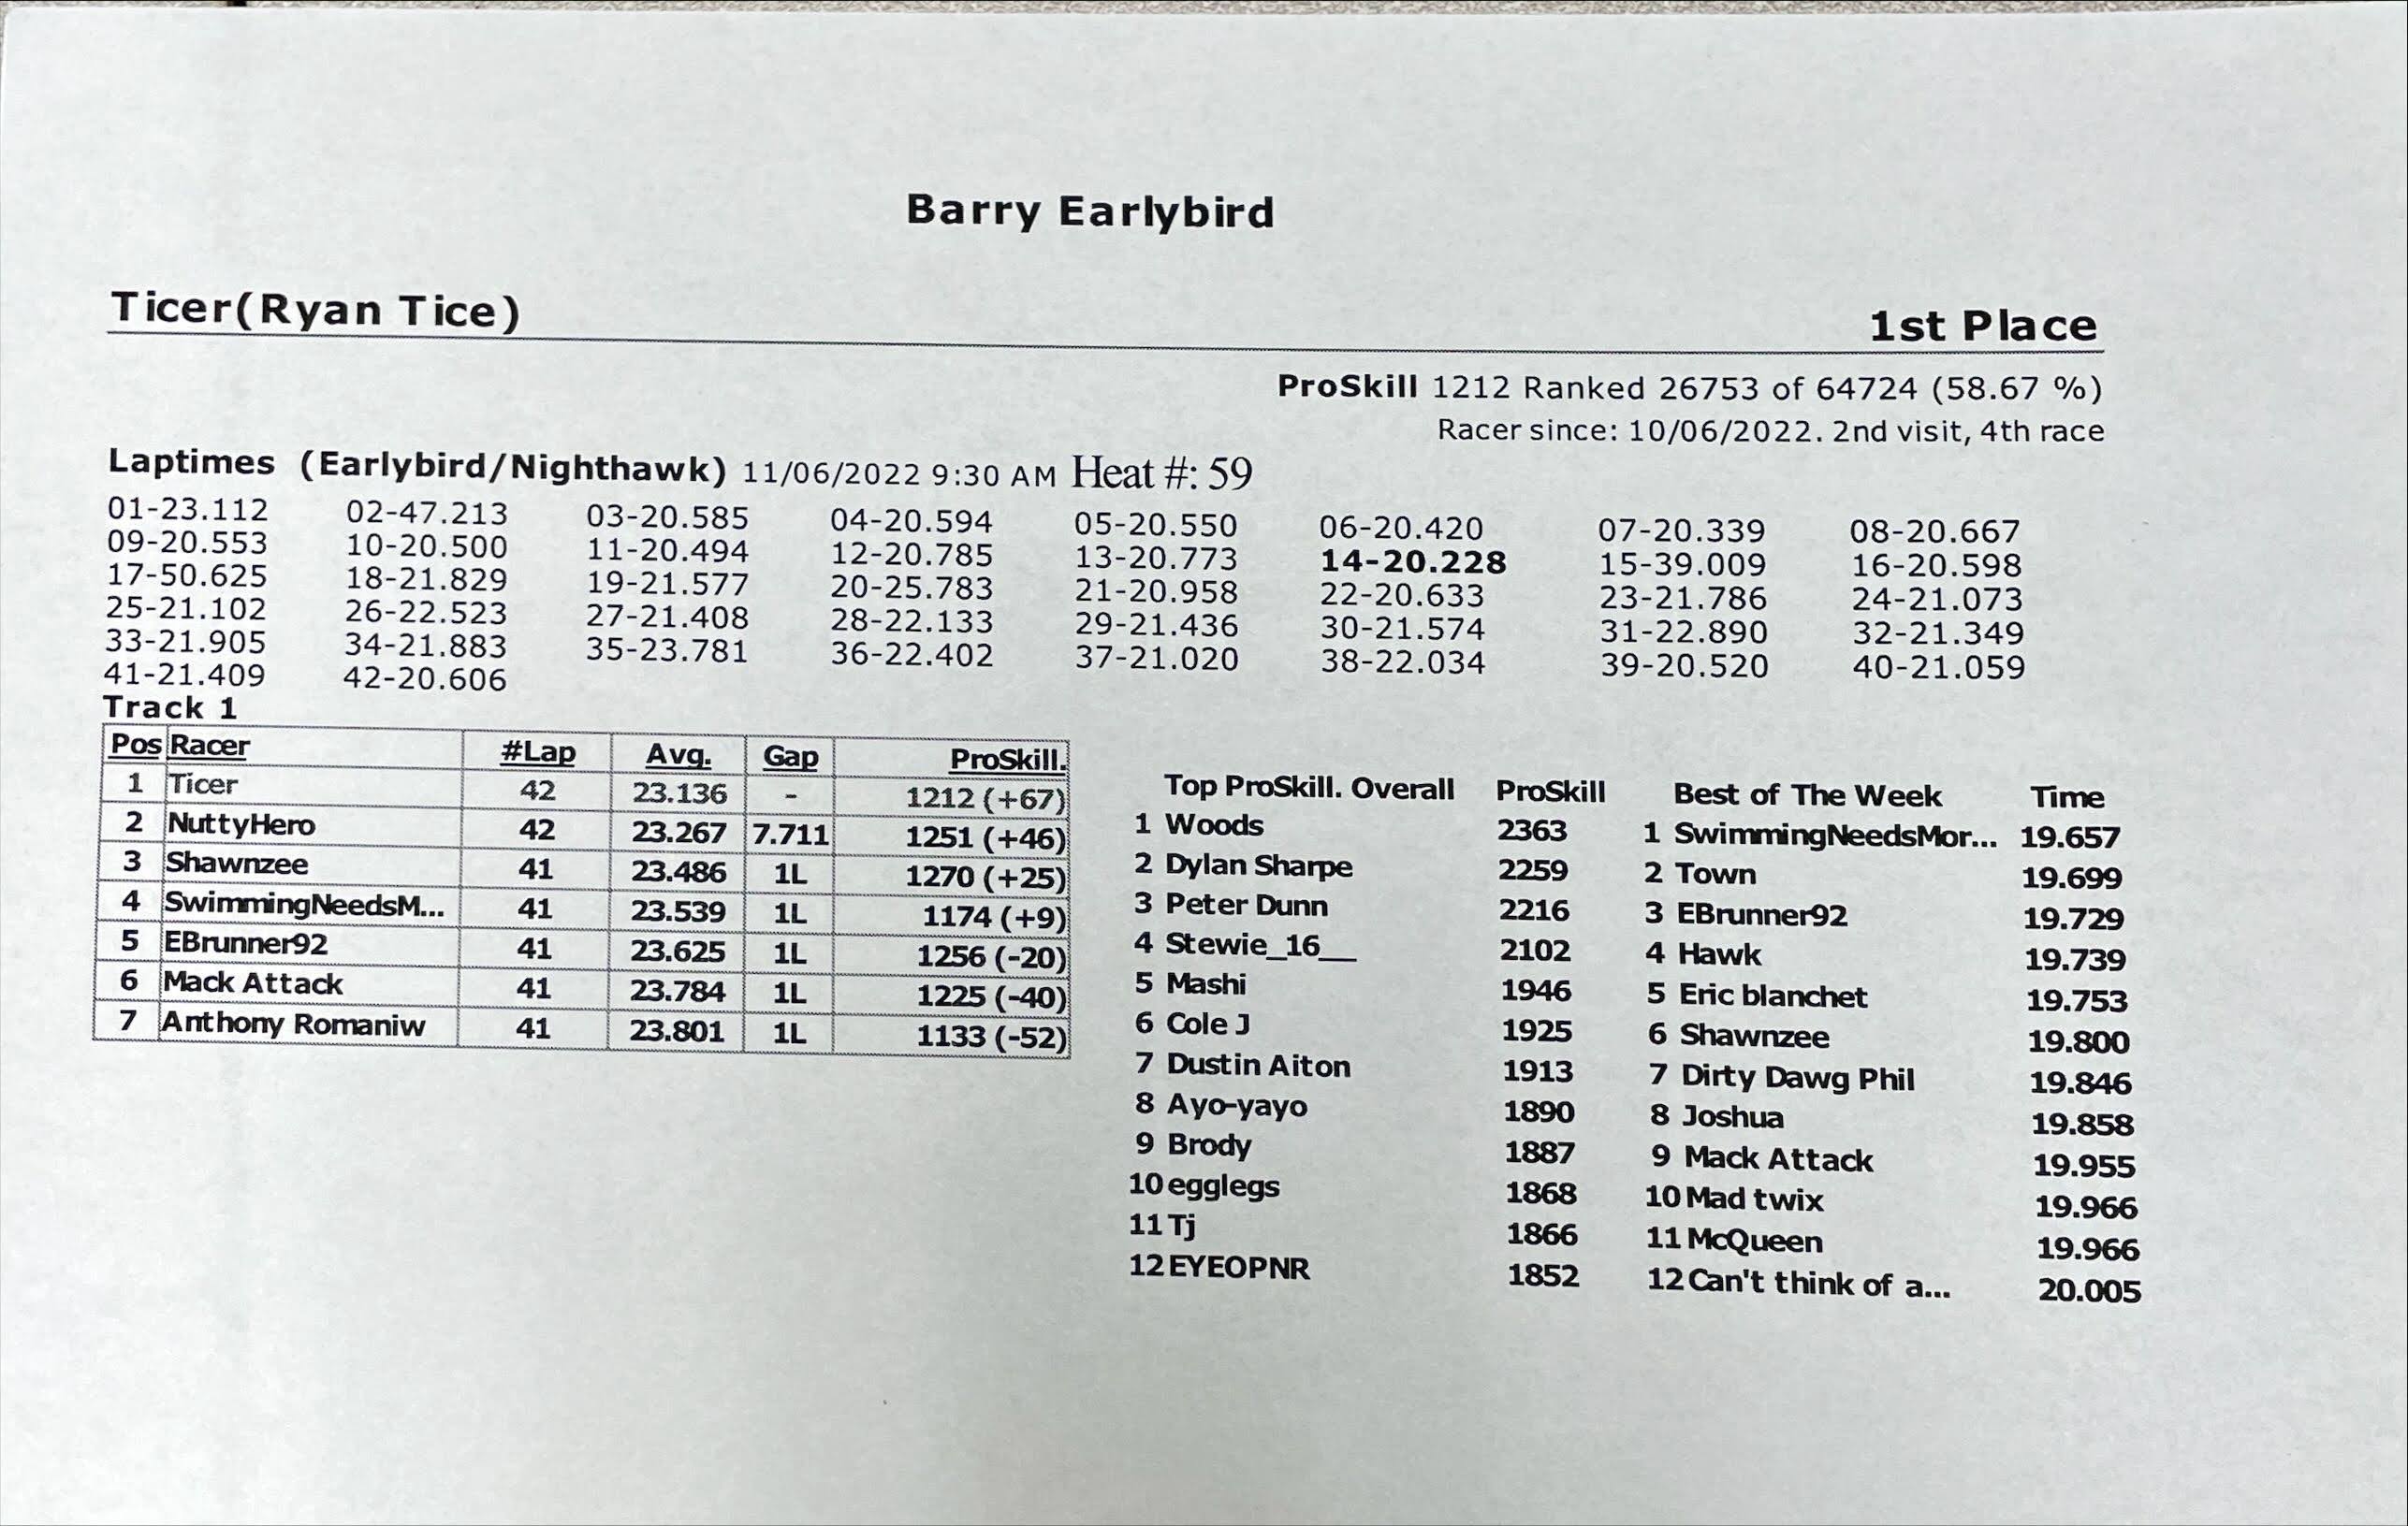 Barry Earlybird
Ticer(Ryan Tice) 1st Place
ProSkill 1212 Ranked 26753 of 64724 (58.67 %)
Racer since: 10/06/2022. 2nd visit, 4th race
Laptimes (Earlybird/Nighthawk) 11/06/2022 9:30 AM Heat #: 59
01-23.112 02-47.213 03-20.585 04-20.594 05-20.550 06-20.420 07-20.339 08-20.667
09-20.553 10-20.500 11-20.494 12-20.785 13-20.773 14-20.228 15-39.009 16-20.598
17-50.625 18-21.829 19-21.577 20-25.783 21-20.958 22-20.633 23-21.786 24-21.073
25-21.102 26-22.523 27-21.408 28-22.133 29-21.436 30-21.574 31-22.890 32-21.349
33-21.905 34-21.883 35-23.781 36-22.402 37-21.020 38-22.034 39-20.520 40-21.059
41-21.409 42-20.606
Track 1
Pos Racer #Lap Avg. Gap ProSkill.
1 Ticer 42 23.136 - 1212 (+67)
2 NuttyHero 42 23.267 7.711 1251 (+46)
3 Shawnzee 41 23.486 1L 1270 (+25)
4 SwimmingNeedsM... 41 23.539 1L 1174 (+9)
5 EBrunner92 41 23.625 1L 1256 (-20)
6 Mack Attack 41 23.784 1L 1225 (-40)
7 Anthony Romaniw 41 23.801 1L 1133 (-52)
Top ProSkill. Overall ProSkill
1 Woods 2363
2 Dylan Sharpe 2259
3 Peter Dunn 2216
4 Stewie_16__ 2102
5 Mashi 1946
6 Cole J 1925
7 Dustin Aiton 1913
8 Ayo-yayo 1890
9 Brody 1887
10 egglegs 1868
11 Tj 1866
12 EYEOPNR 1852
Best of The Week Time
1 SwimmingNeedsMor... 19.657
2 Town 19.699
3 EBrunner92 19.729
4 Hawk 19.739
5 Eric blanchet 19.753
6 Shawnzee 19.800
7 Dirty Dawg Phil 19.846
8 Joshua 19.858
9 Mack Attack 19.955
10 Mad twix 19.966
11 McQueen 19.966
12 Can't think of a... 20.005